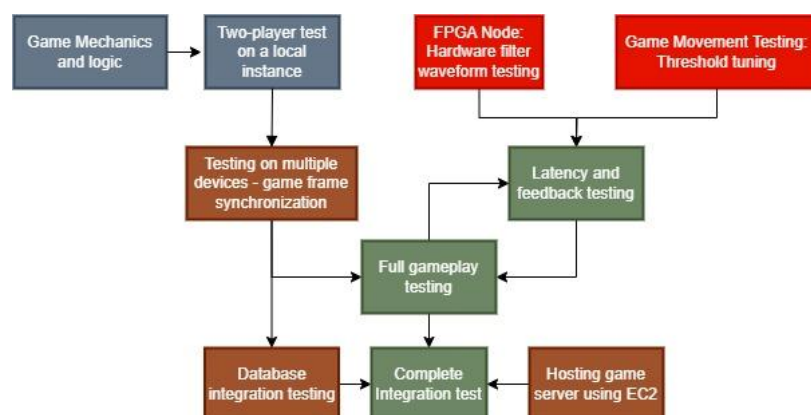 Game Mechanics
and logic
Two-player test
on a local
instance
FPGA Node:
Hardware filter
waveform testing
Game Movement Testing:
Threshold tuning
Testing on multiple
devices - game frame
synchronization
Latency and
feedback testing
Full gameplay
testing
Database
integration testing
Complete
Integration test
Hosting game
server using EC2